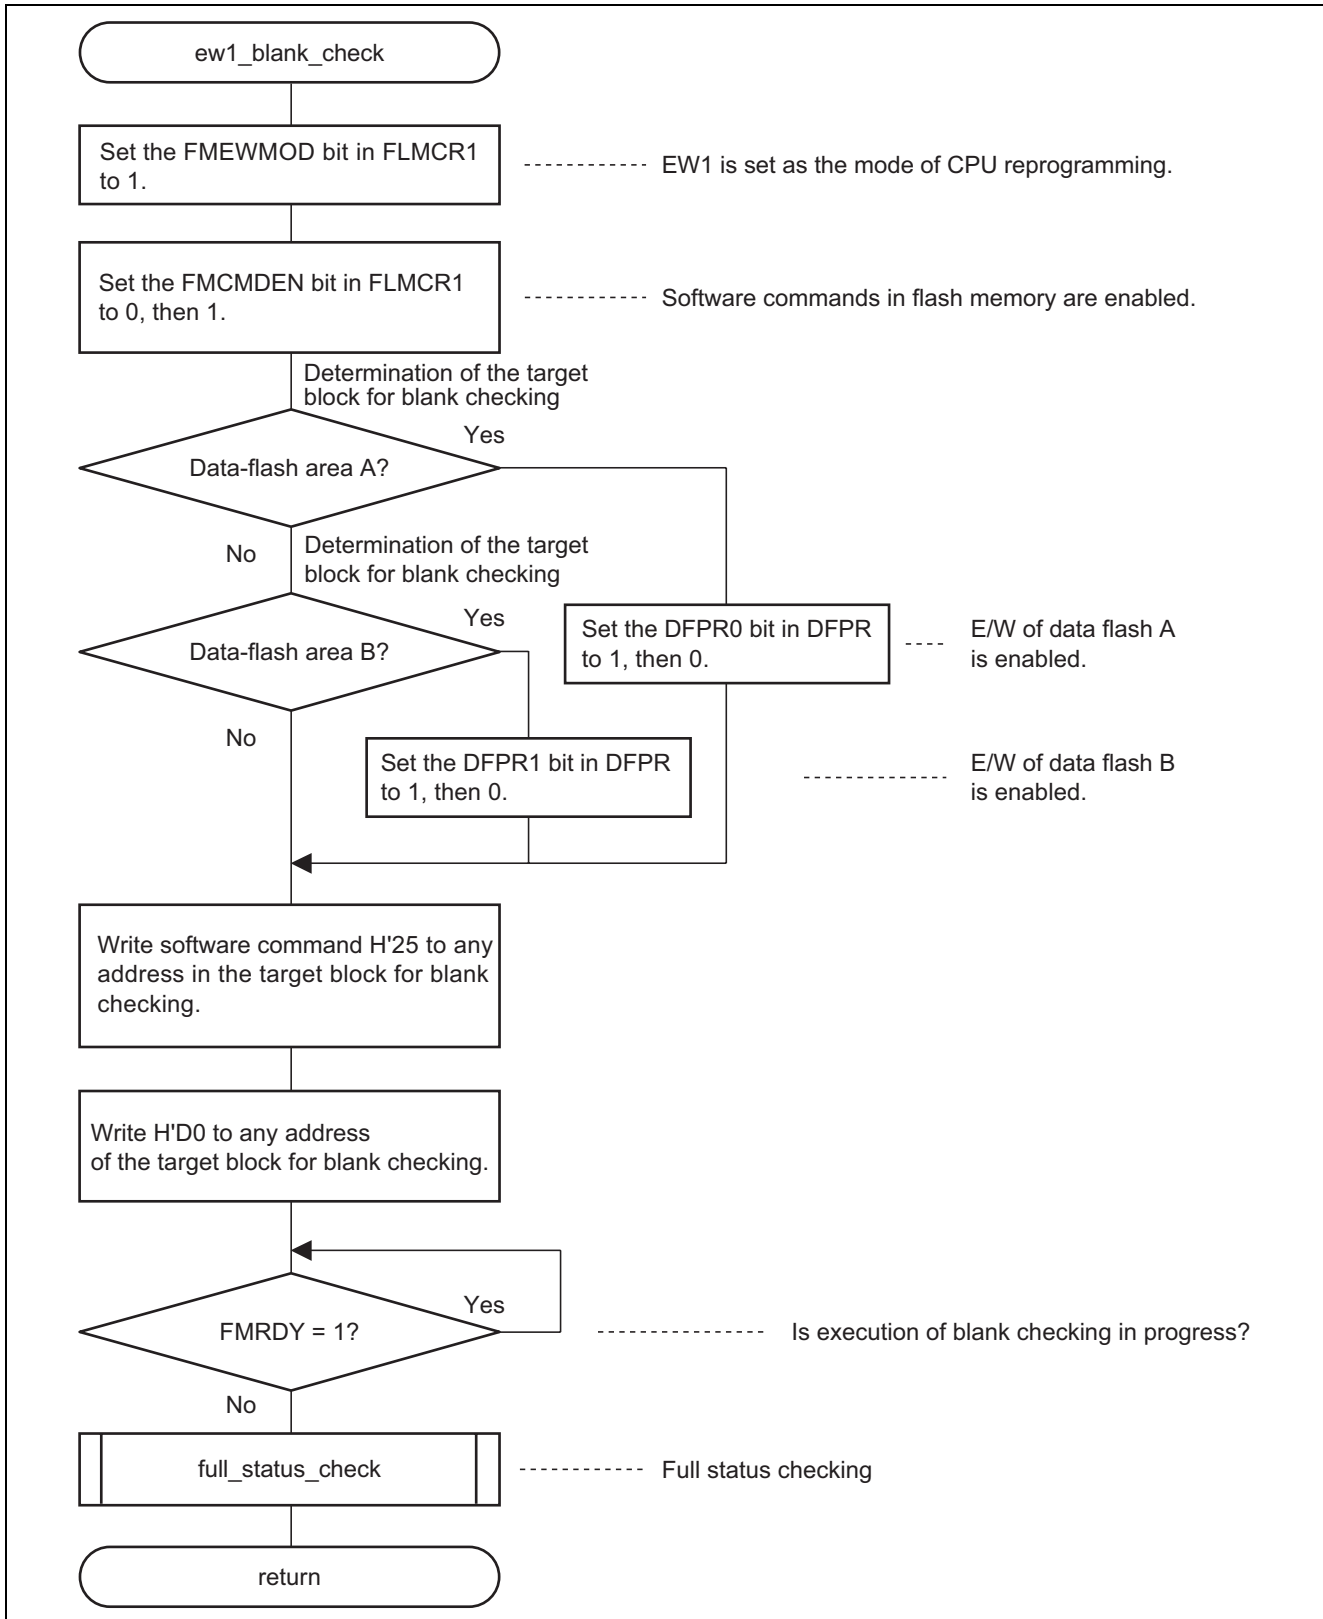 ew1_blank_check
Set the FMEWMOD bit in FLMCR1
to 1.
EW1 is set as the mode of CPU reprogramming.
Set the FMCMDEN bit in FLMCR1
to 0, then 1.
Software commands in flash memory are enabled.
Determination of the target
block for blank checking
Yes
Data-flash area A?
No
Determination of the target
block for blank checking
Yes
Data-flash area B?
Set the DFPR0 bit in DFPR
to 1, then 0.
E/W of data flash A
is enabled.
No
Set the DFPR1 bit in DFPR
to 1, then 0.
E/W of data flash B
is enabled.
Write software command H'25 to any
address in the target block for blank
checking.
Write H'D0 to any address
of the target block for blank checking.
Yes
FMRDY = 1?
Is execution of blank checking in progress?
No
full_status_check
Full status checking
return